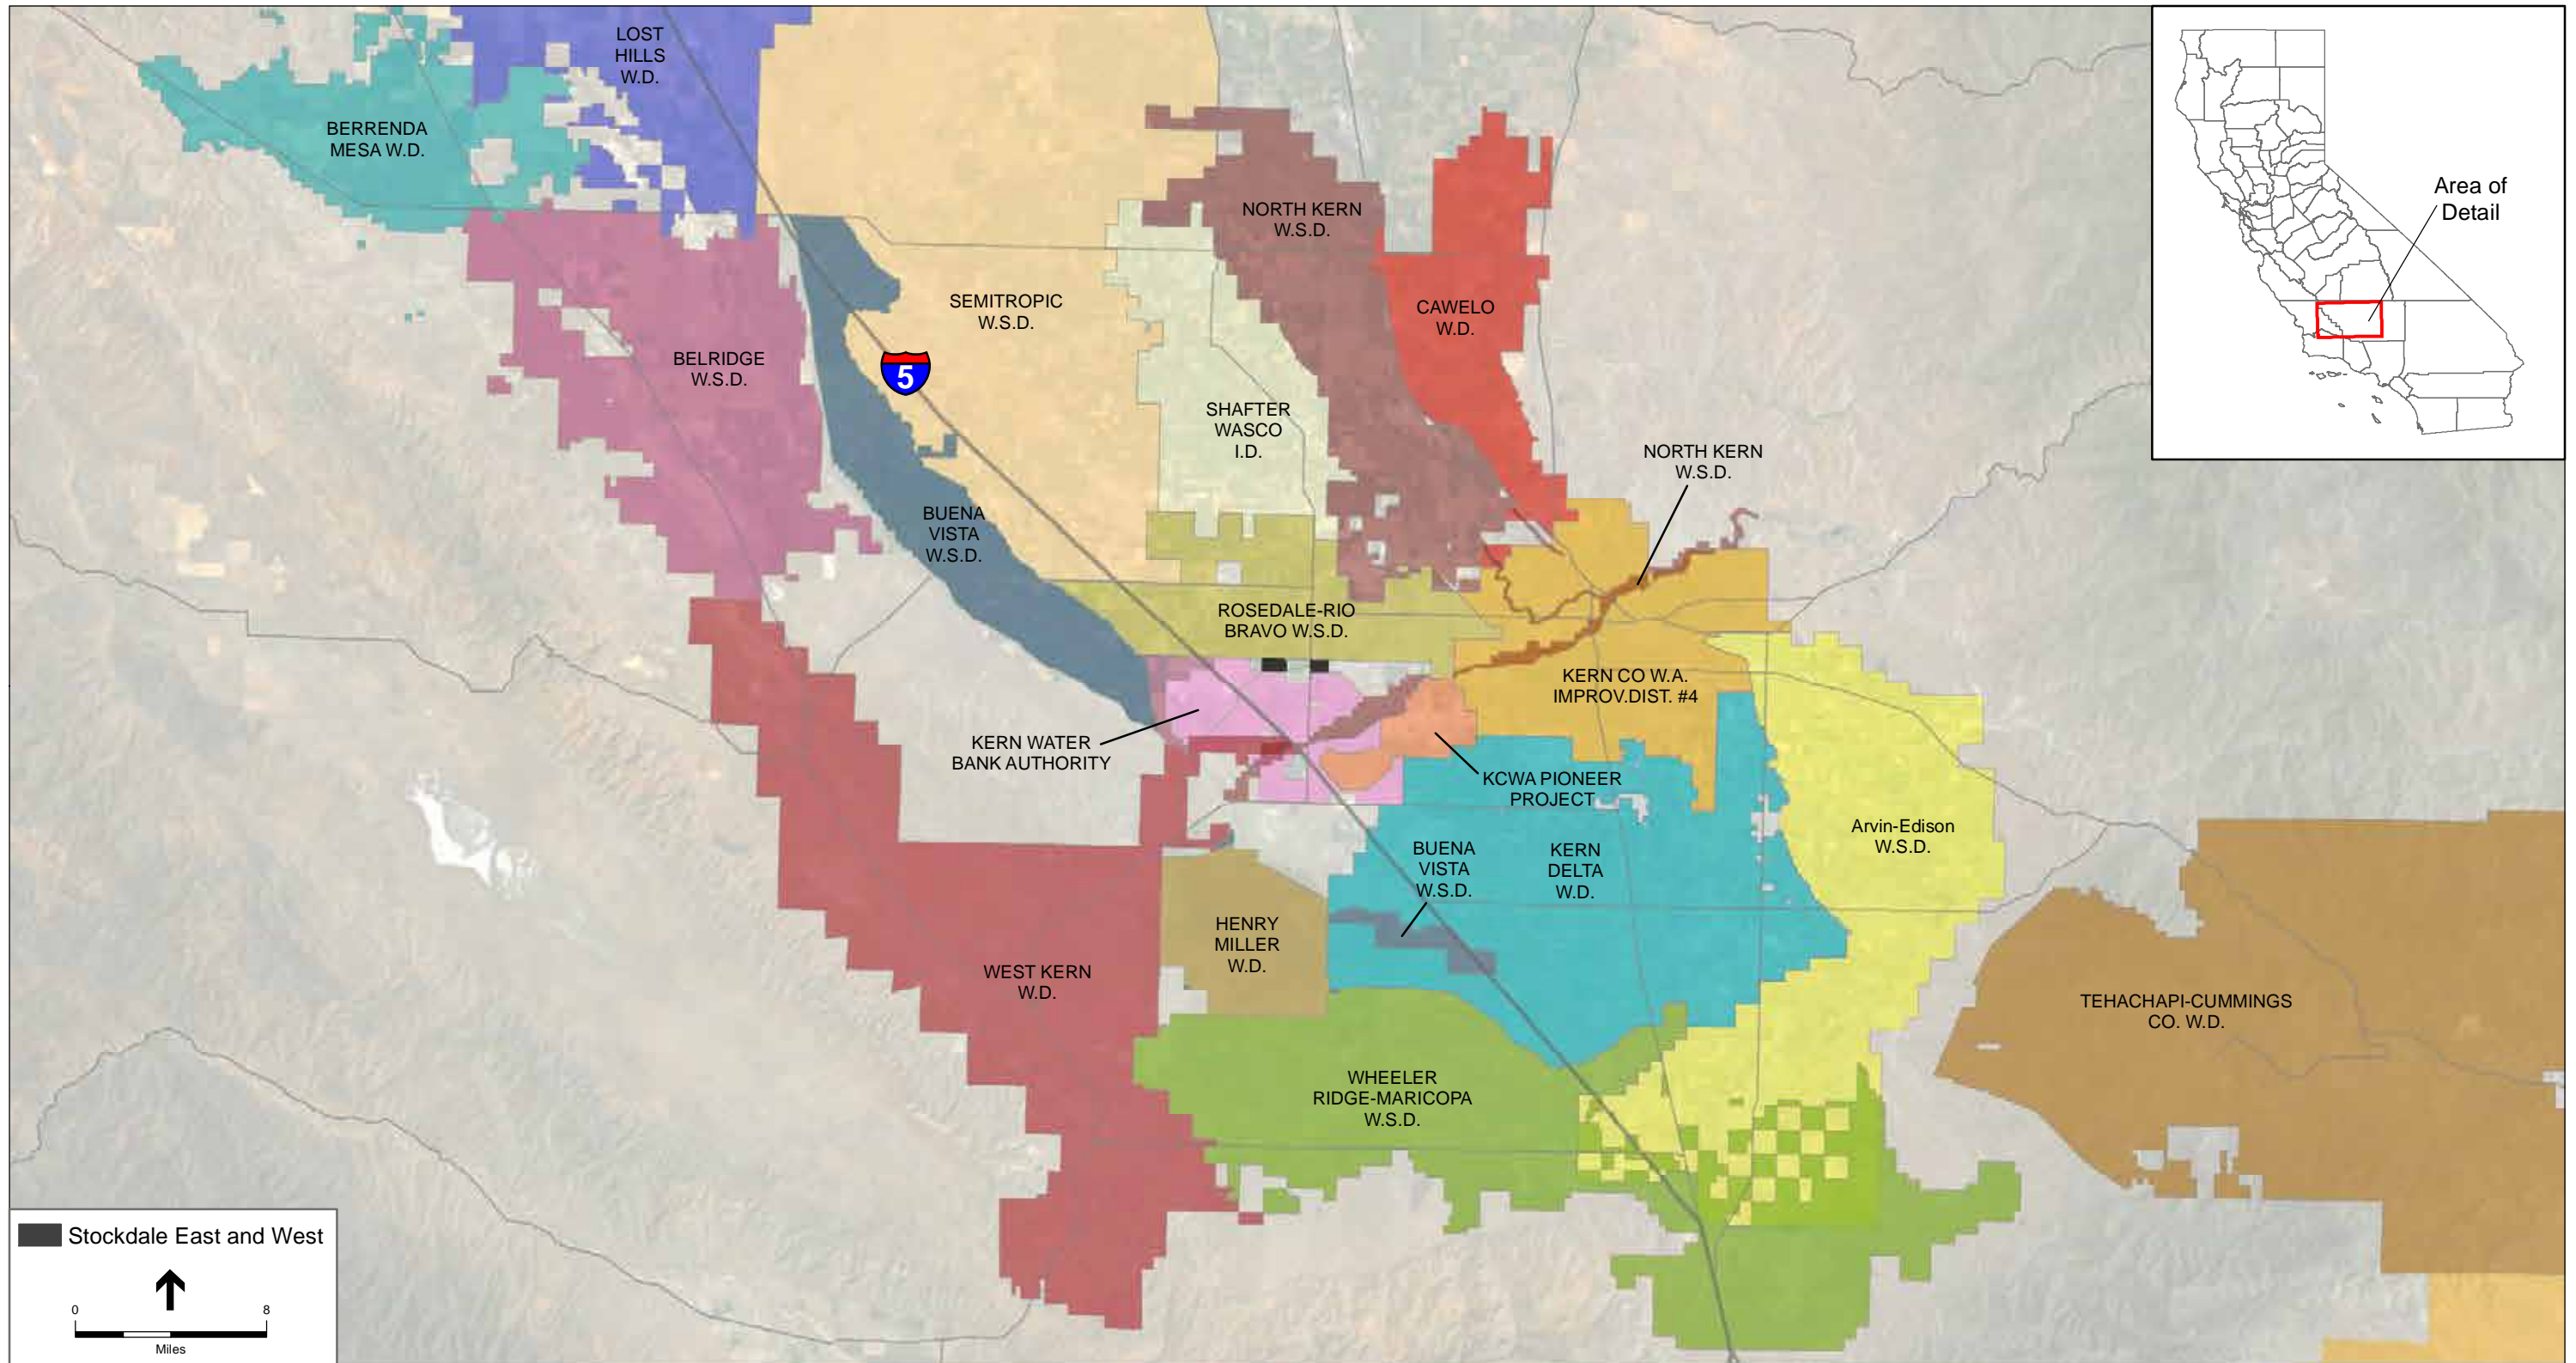 LOST
HILLS
W.D.
BERRENDA
MESA W.D.
NORTH KERN
W.S.D.
SEMITROPIC
W.S.D.
CAWELO
W.D.
BELRIDGE
W.S.D.
5
SHAFTER
WASCO
I.D.
NORTH KERN
W.S.D.
BUENA
VISTA
W.S.D.
ROSEDALE-RIO
BRAVO W.S.D.
KERN CO W.A.
IMPROV.DIST. #4
KERN WATER
BANK AUTHORITY
KCWA PIONEER
PROJECT
Arvin-Edison
W.S.D.
BUENA
VISTA
W.S.D.
KERN
DELTA
W.D.
HENRY
MILLER
W.D.
WEST KERN
W.D.
TEHACHAPI-CUMMINGS
CO. W.D.
WHEELER
RIDGE-MARICOPA
W.S.D.
Area of
Detail
Stockdale East and West
0 8
Miles